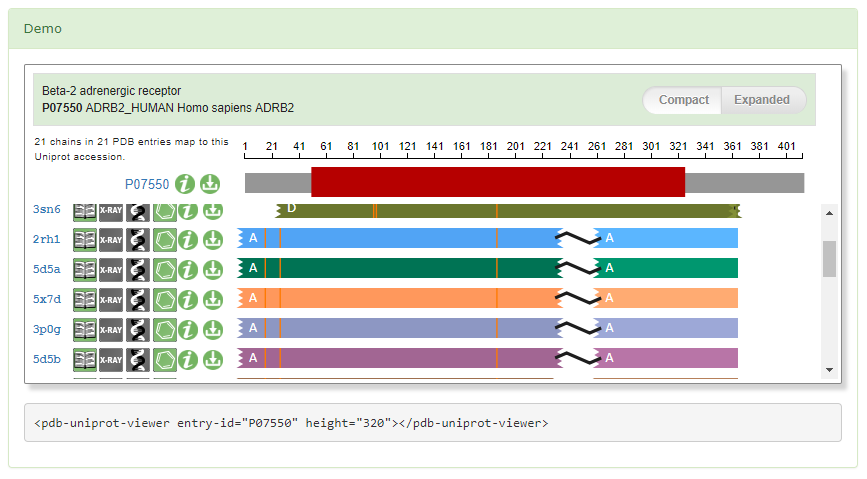 Demo
Beta-2 adrenergic receptor
P07550 ADRB2_HUMAN Homo sapiens ADRB2
Compact Expanded
21 chains in 21 PDB entries map to this
Uniprot accession.
1 21 41 61 81 101 121 141 161 181 201 221 241 261 281 301 321 341 361 381 401
P07550
3sn6 X-RAY D
2rh1 X-RAY A A
5d5a X-RAY A A
5x7d X-RAY A A
3p0g X-RAY A A
5d5b X-RAY A A
<pdb-uniprot-viewer entry-id="P07550" height="320"></pdb-uniprot-viewer>